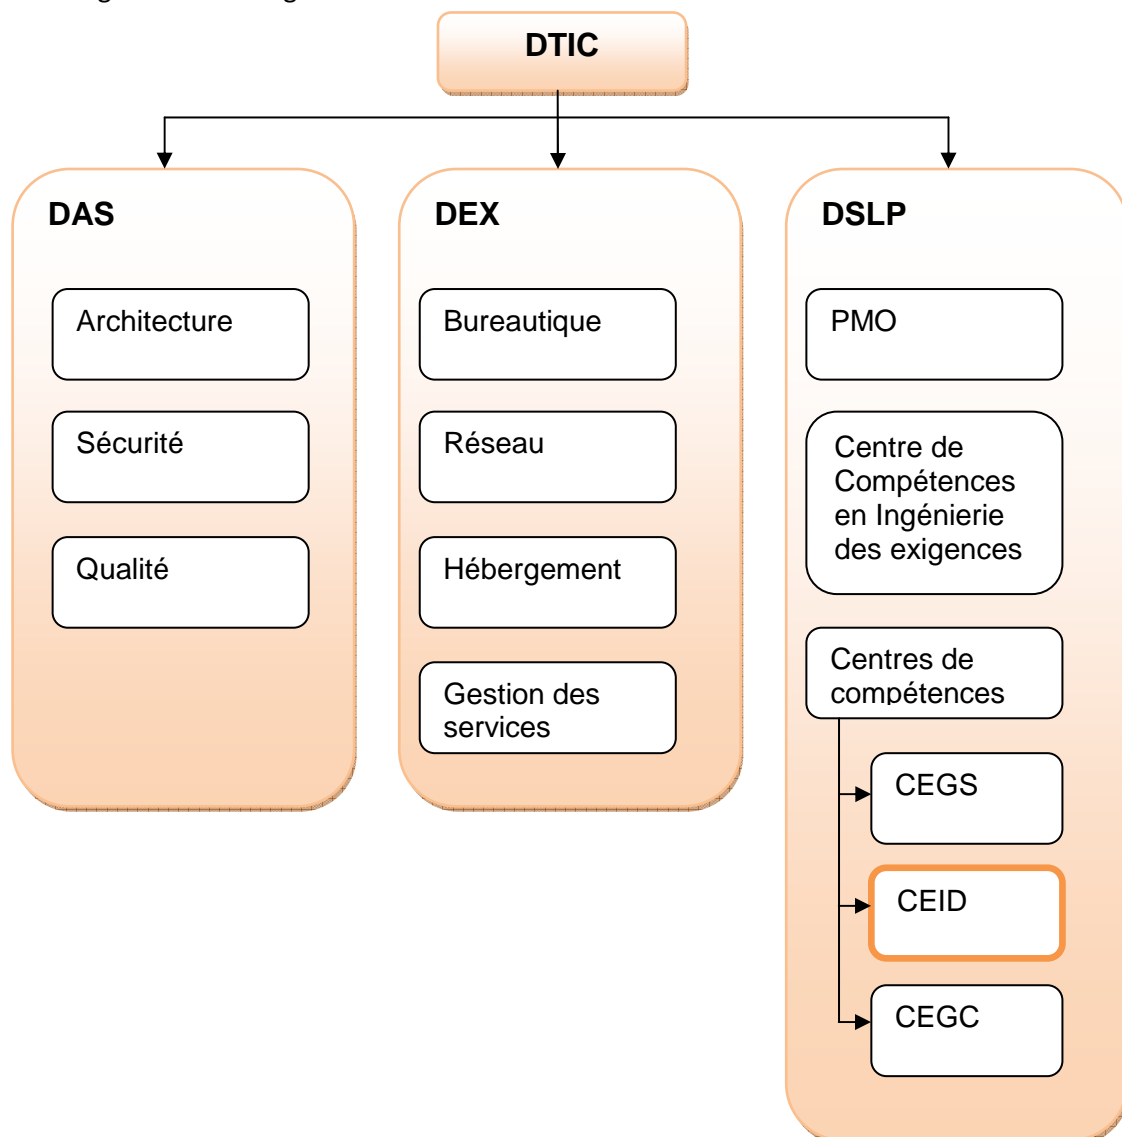 DTIC
DAS
Architecture
Sécurité
Qualité
DEX
Bureautique
Réseau
Hébergement
Gestion des
services
DSLP
PMO
Centre de
Compétences
en Ingénierie
des exigences
Centres de
compétences
CEGS
CEID
CEGC